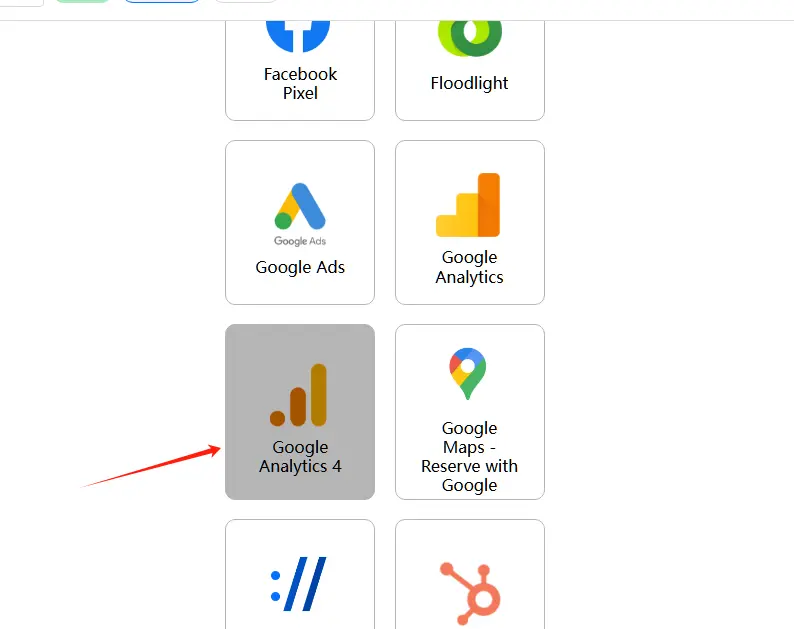 Facebook
Pixel
Floodlight
Google Ads
Google Ads
Google
Analytics
Google
Analytics 4
Google
Maps -
Reserve with
Google